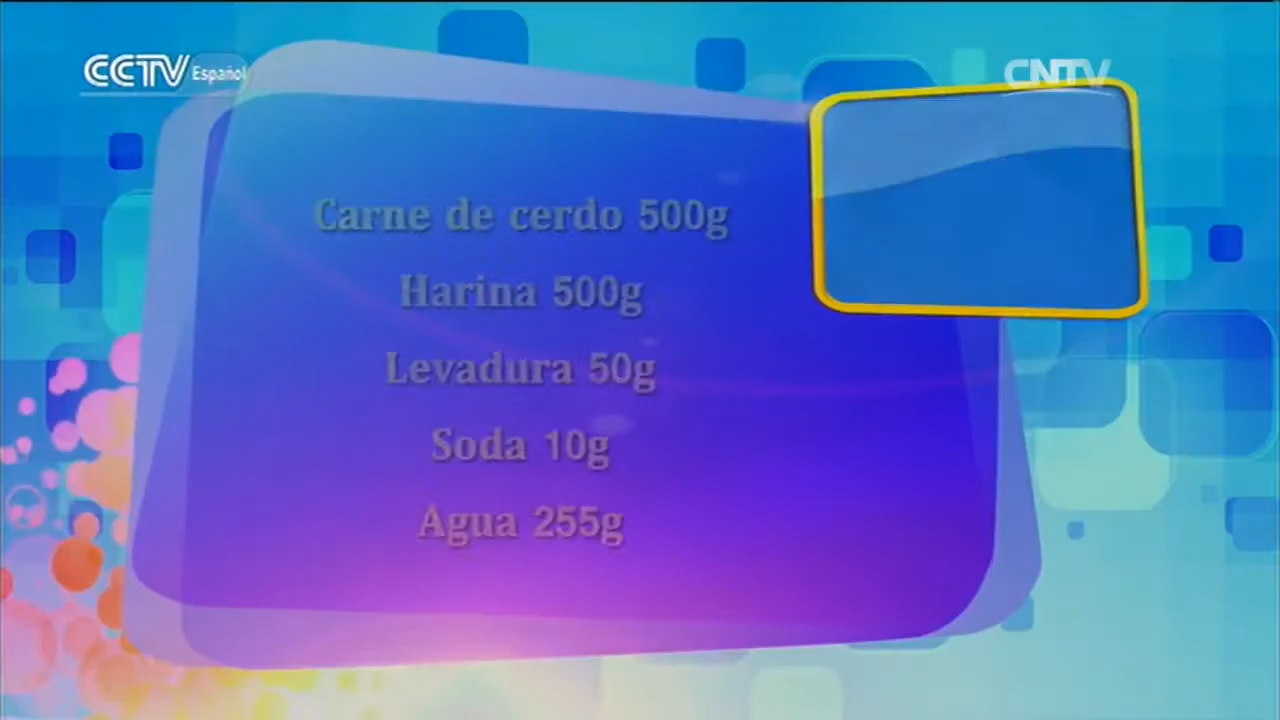 CCTV Español
CNTV
Carne de cerdo 500g
Harina 500g
Levadura 50g
Soda 10g
Agua 255g